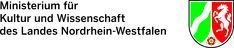 Ministerium für
Kultur und Wissenschaft
des Landes Nordrhein-Westfalen